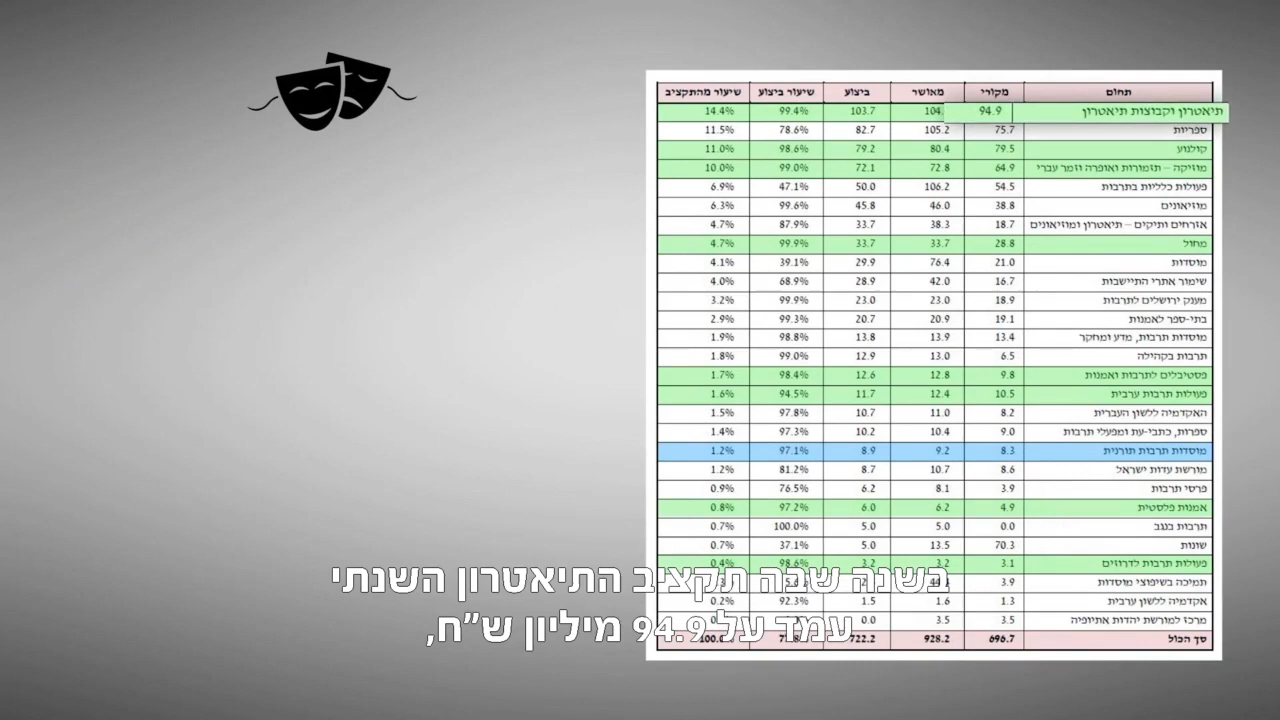 תחום מקורי מאושר ביצוע שיעור ביצוע שיעור מהתקציב
תיאטרון וקבוצות תיאטרון 94.9 104. 103.7 99.4% 14.4%
ספריות 75.7 105.2 82.7 78.6% 11.5%
קולנוע 79.5 80.4 79.2 98.6% 11.0%
מוזיקה – תזמורות ואופרה וזמר עברי 64.9 72.8 72.1 99.0% 10.0%
פעולות כלליות בתרבות 54.5 106.2 50.0 47.1% 6.9%
מוזיאונים 38.8 46.0 45.8 99.6% 6.3%
אזרחים ותיקים – תיאטרון ומוזיאונים 18.7 38.3 33.7 87.9% 4.7%
מחול 28.8 33.7 33.7 99.9% 4.7%
מוסדות 21.0 76.4 29.9 39.1% 4.1%
שימור אתרי התיישבות 16.7 42.0 28.9 68.9% 4.0%
מענק ירושלים לתרבות 18.9 23.0 23.0 99.9% 3.2%
בתי-ספר לאמנות 19.1 20.9 20.7 99.3% 2.9%
מוסדות תרבות, מדע ומחקר 13.4 13.9 13.8 98.8% 1.9%
תרבות בקהילה 6.5 13.0 12.9 99.0% 1.8%
פסטיבלים לתרבות ואמנות 9.8 12.8 12.6 98.4% 1.7%
פעולות תרבות ערבית 10.5 12.4 11.7 94.5% 1.6%
האקדמיה ללשון העברית 8.2 11.0 10.7 97.8% 1.5%
ספרות, כתבי-עת ומפעלי תרבות 9.0 10.4 10.2 97.3% 1.4%
מוסדות תרבות תורנית 8.3 9.2 8.9 97.1% 1.2%
מורשת עדות ישראל 8.6 10.7 8.7 81.2% 1.2%
פרסי תרבות 3.9 8.1 6.2 76.5% 0.9%
אמנות פלסטית 4.9 6.2 6.0 97.2% 0.8%
תרבות בנגב 0.0 5.0 5.0 100.0% 0.7%
שונות 70.3 13.5 5.0 37.1% 0.7%
פעולות תרבות לדרוזים 3.1 3.2 3.2 98.6% 0.4%
תמיכה בשיפוצי מוסדות 3.9
אקדמיה ללשון ערבית 1.3 1.6 1.5 92.3% 0.2%
מרכז למורשת יהדות אתיופיה 3.5 3.5 0.0
סך הכול 696.7 928.2 722.2
בשנה שבה תקציב התיאטרון השנתי
עמד על 94.9 מיליון ש״ח,